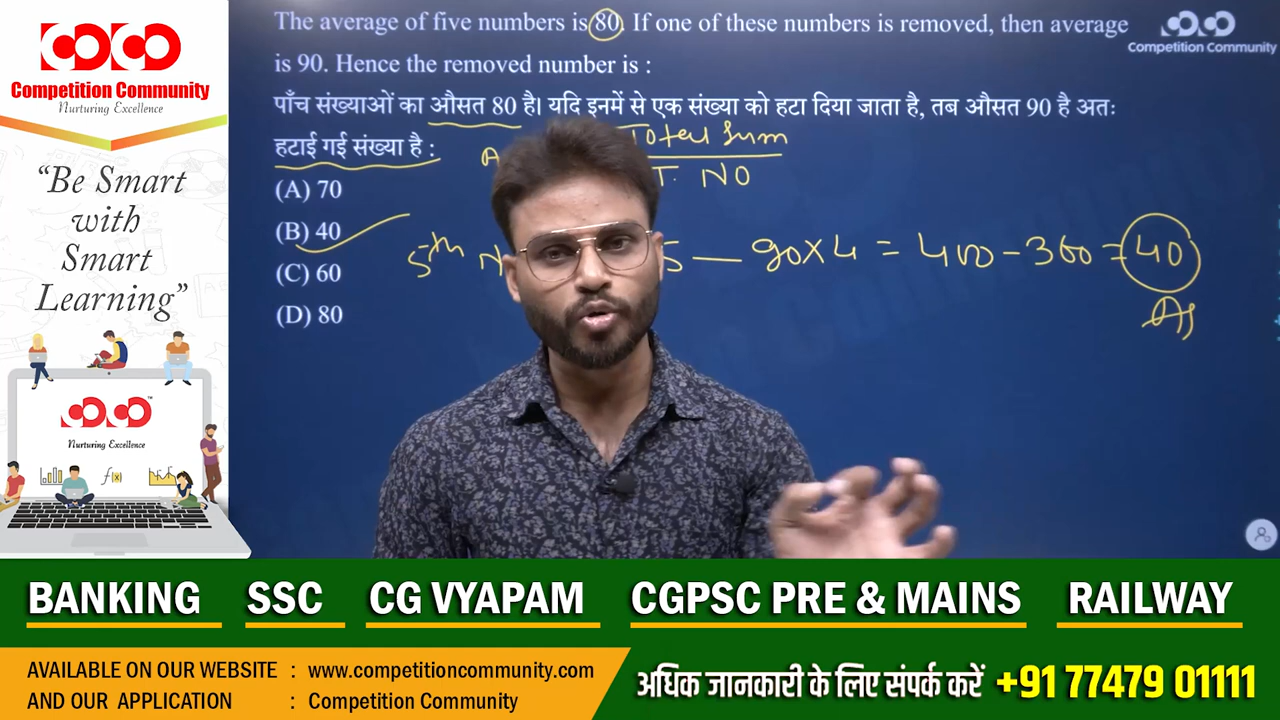 Competition Community
Nurturing Excellence
“Be Smart
with
Smart
Learning”
Nurturing Excellence
f(x)
The average of five numbers is 80. If one of these numbers is removed, then average
is 90. Hence the removed number is :
पाँच संख्याओं का औसत 80 है। यदि इनमें से एक संख्या को हटा दिया जाता है, तब औसत 90 है अतः
हटाई गई संख्या है :
Total Sum
T. NO
(A) 70
(B) 40
(C) 60
(D) 80
5th N
5 — 90×4 = 400 - 360 = 40
Competition Community
BANKING SSC CG VYAPAM CGPSC PRE & MAINS RAILWAY
AVAILABLE ON OUR WEBSITE : www.competitioncommunity.com
AND OUR APPLICATION : Competition Community
अधिक जानकारी के लिए संपर्क करें +91 77479 01111